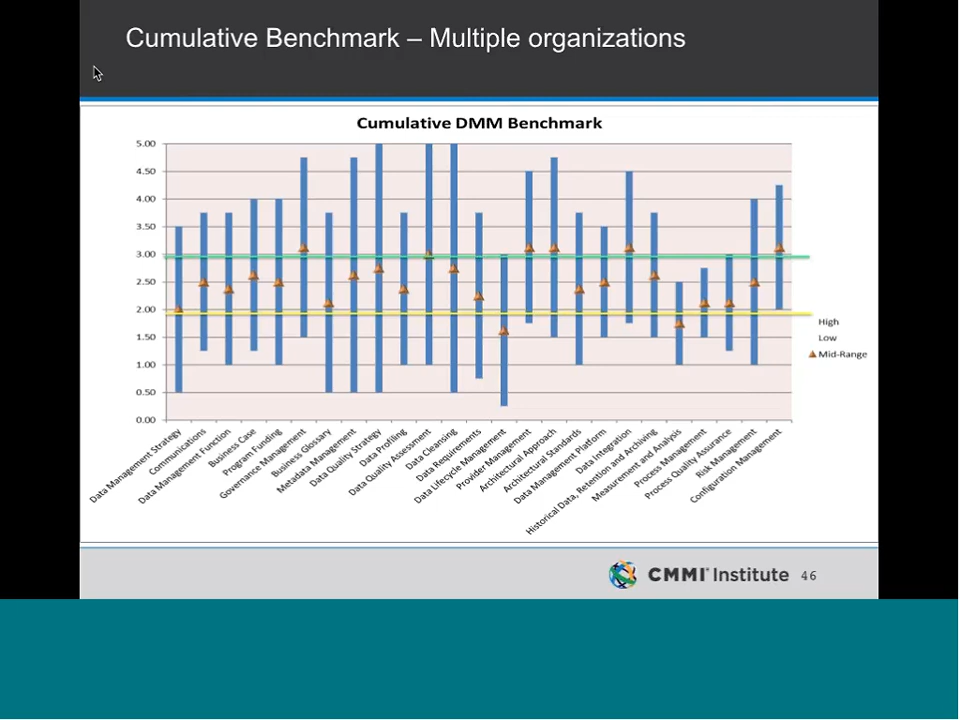 Cumulative Benchmark – Multiple organizations
Cumulative DMM Benchmark
5.00
4.50
4.00
3.50
3.00
2.50
2.00
1.50
1.00
0.50
0.00
High
Low
Mid-Range
Data Management Strategy
Communications
Data Management Function
Business Case
Program Funding
Governance Management
Business Glossary
Metadata Management
Data Quality Strategy
Data Profiling
Data Quality Assessment
Data Cleansing
Data Requirements
Data Lifecycle Management
Provider Management
Architectural Approach
Architectural Standards
Data Management Platform
Data Integration
Historical Data, Retention and Archiving
Measurement and Analysis
Process Management
Process Quality Assurance
Risk Management
Configuration Management
CMMI® Institute 46